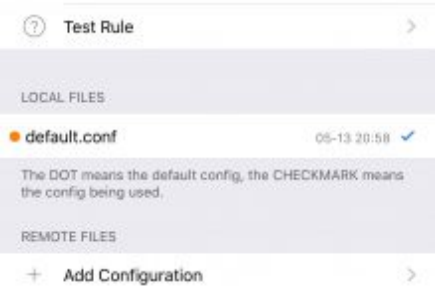 Test Rule
LOCAL FILES
default.conf 05-13 20:58
The DOT means the default config, the CHECKMARK means
the config being used.
REMOTE FILES
Add Configuration